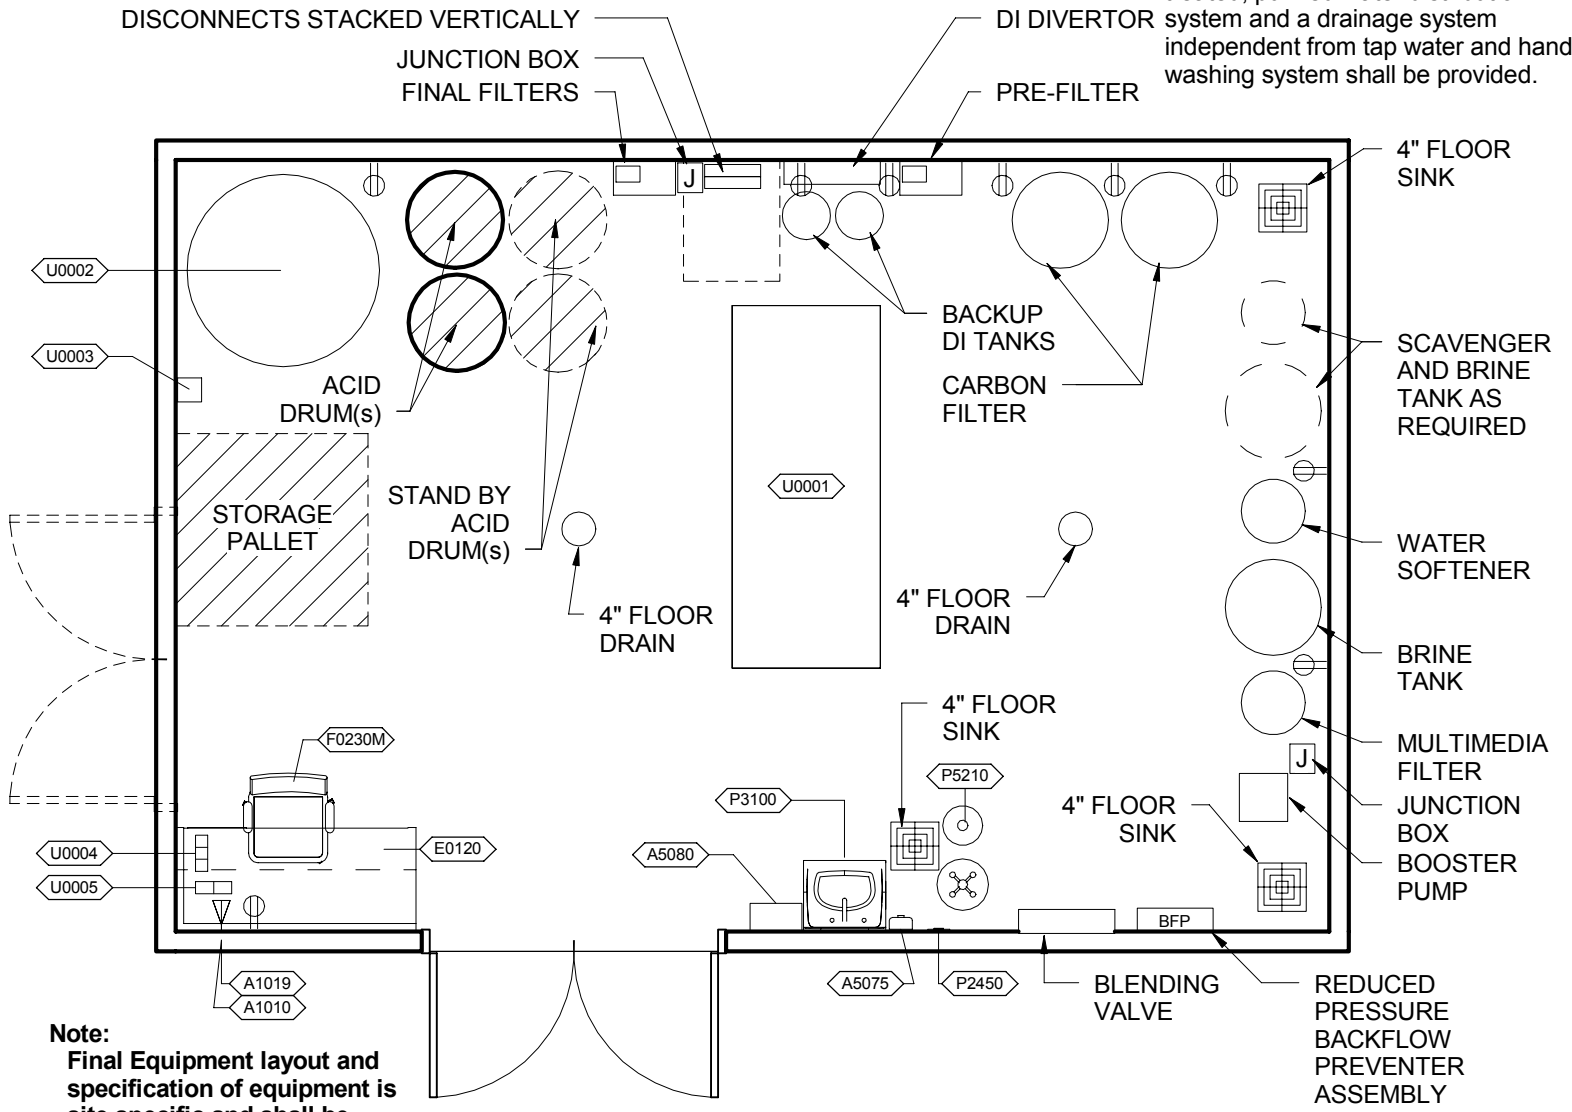 DISCONNECTS STACKED VERTICALLY
JUNCTION BOX
FINAL FILTERS
DI DIVERTOR
PRE-FILTER
system and a drainage system
independent from tap water and hand
washing system shall be provided.
4" FLOOR
SINK
J
U0002
U0003
ACID
DRUM(s)
BACKUP
DI TANKS
CARBON
FILTER
SCAVENGER
AND BRINE
TANK AS
REQUIRED
STORAGE
PALLET
STAND BY
ACID
DRUM(s)
U0001
4" FLOOR
DRAIN
4" FLOOR
DRAIN
WATER
SOFTENER
BRINE
TANK
4" FLOOR
SINK
F0230M
P5210
P3100
MULTIMEDIA
FILTER
J
4" FLOOR
SINK
JUNCTION
BOX
BOOSTER
PUMP
U0004
E0120
A5080
U0005
BFP
A1019
A1010
A5075
P2450
BLENDING
VALVE
REDUCED
PRESSURE
BACKFLOW
PREVENTER
ASSEMBLY
Note:
Final Equipment layout and
specification of equipment is
site specific and shall be